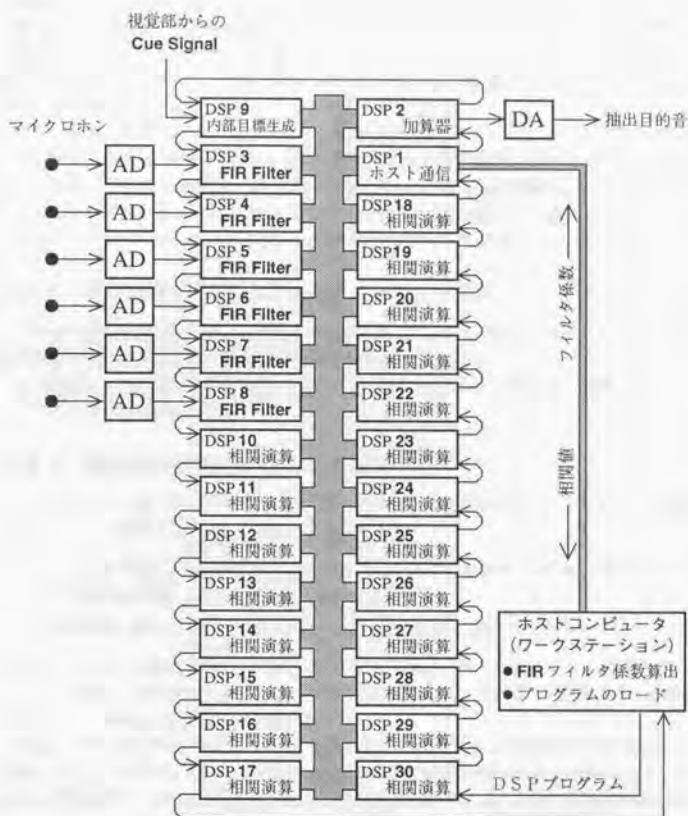 視覚部からの
Cue Signal
マイクロホン
DSP 9
内部目標生成
DSP 2
加算器
DA
抽出目的音
AD
DSP 3
FIR Filter
DSP 1
ホスト通信
AD
DSP 4
FIR Filter
DSP 18
相関演算
AD
DSP 5
FIR Filter
DSP19
相関演算
AD
DSP 6
FIR Filter
DSP 20
相関演算
AD
DSP 7
FIR Filter
DSP 21
相関演算
AD
DSP 8
FIR Filter
DSP 22
相関演算
DSP 10
相関演算
DSP 23
相関演算
DSP 11
相関演算
DSP 24
相関演算
DSP 12
相関演算
DSP 25
相関演算
DSP 13
相関演算
DSP 26
相関演算
DSP 14
相関演算
DSP 27
相関演算
DSP 15
相関演算
DSP 28
相関演算
DSP 16
相関演算
DSP 29
相関演算
DSP 17
相関演算
DSP 30
相関演算
フィルタ係数
相関値
ホストコンピュータ
(ワークステーション)
● FIR フィルタ係数算出
● プログラムのロード
DSPプログラム